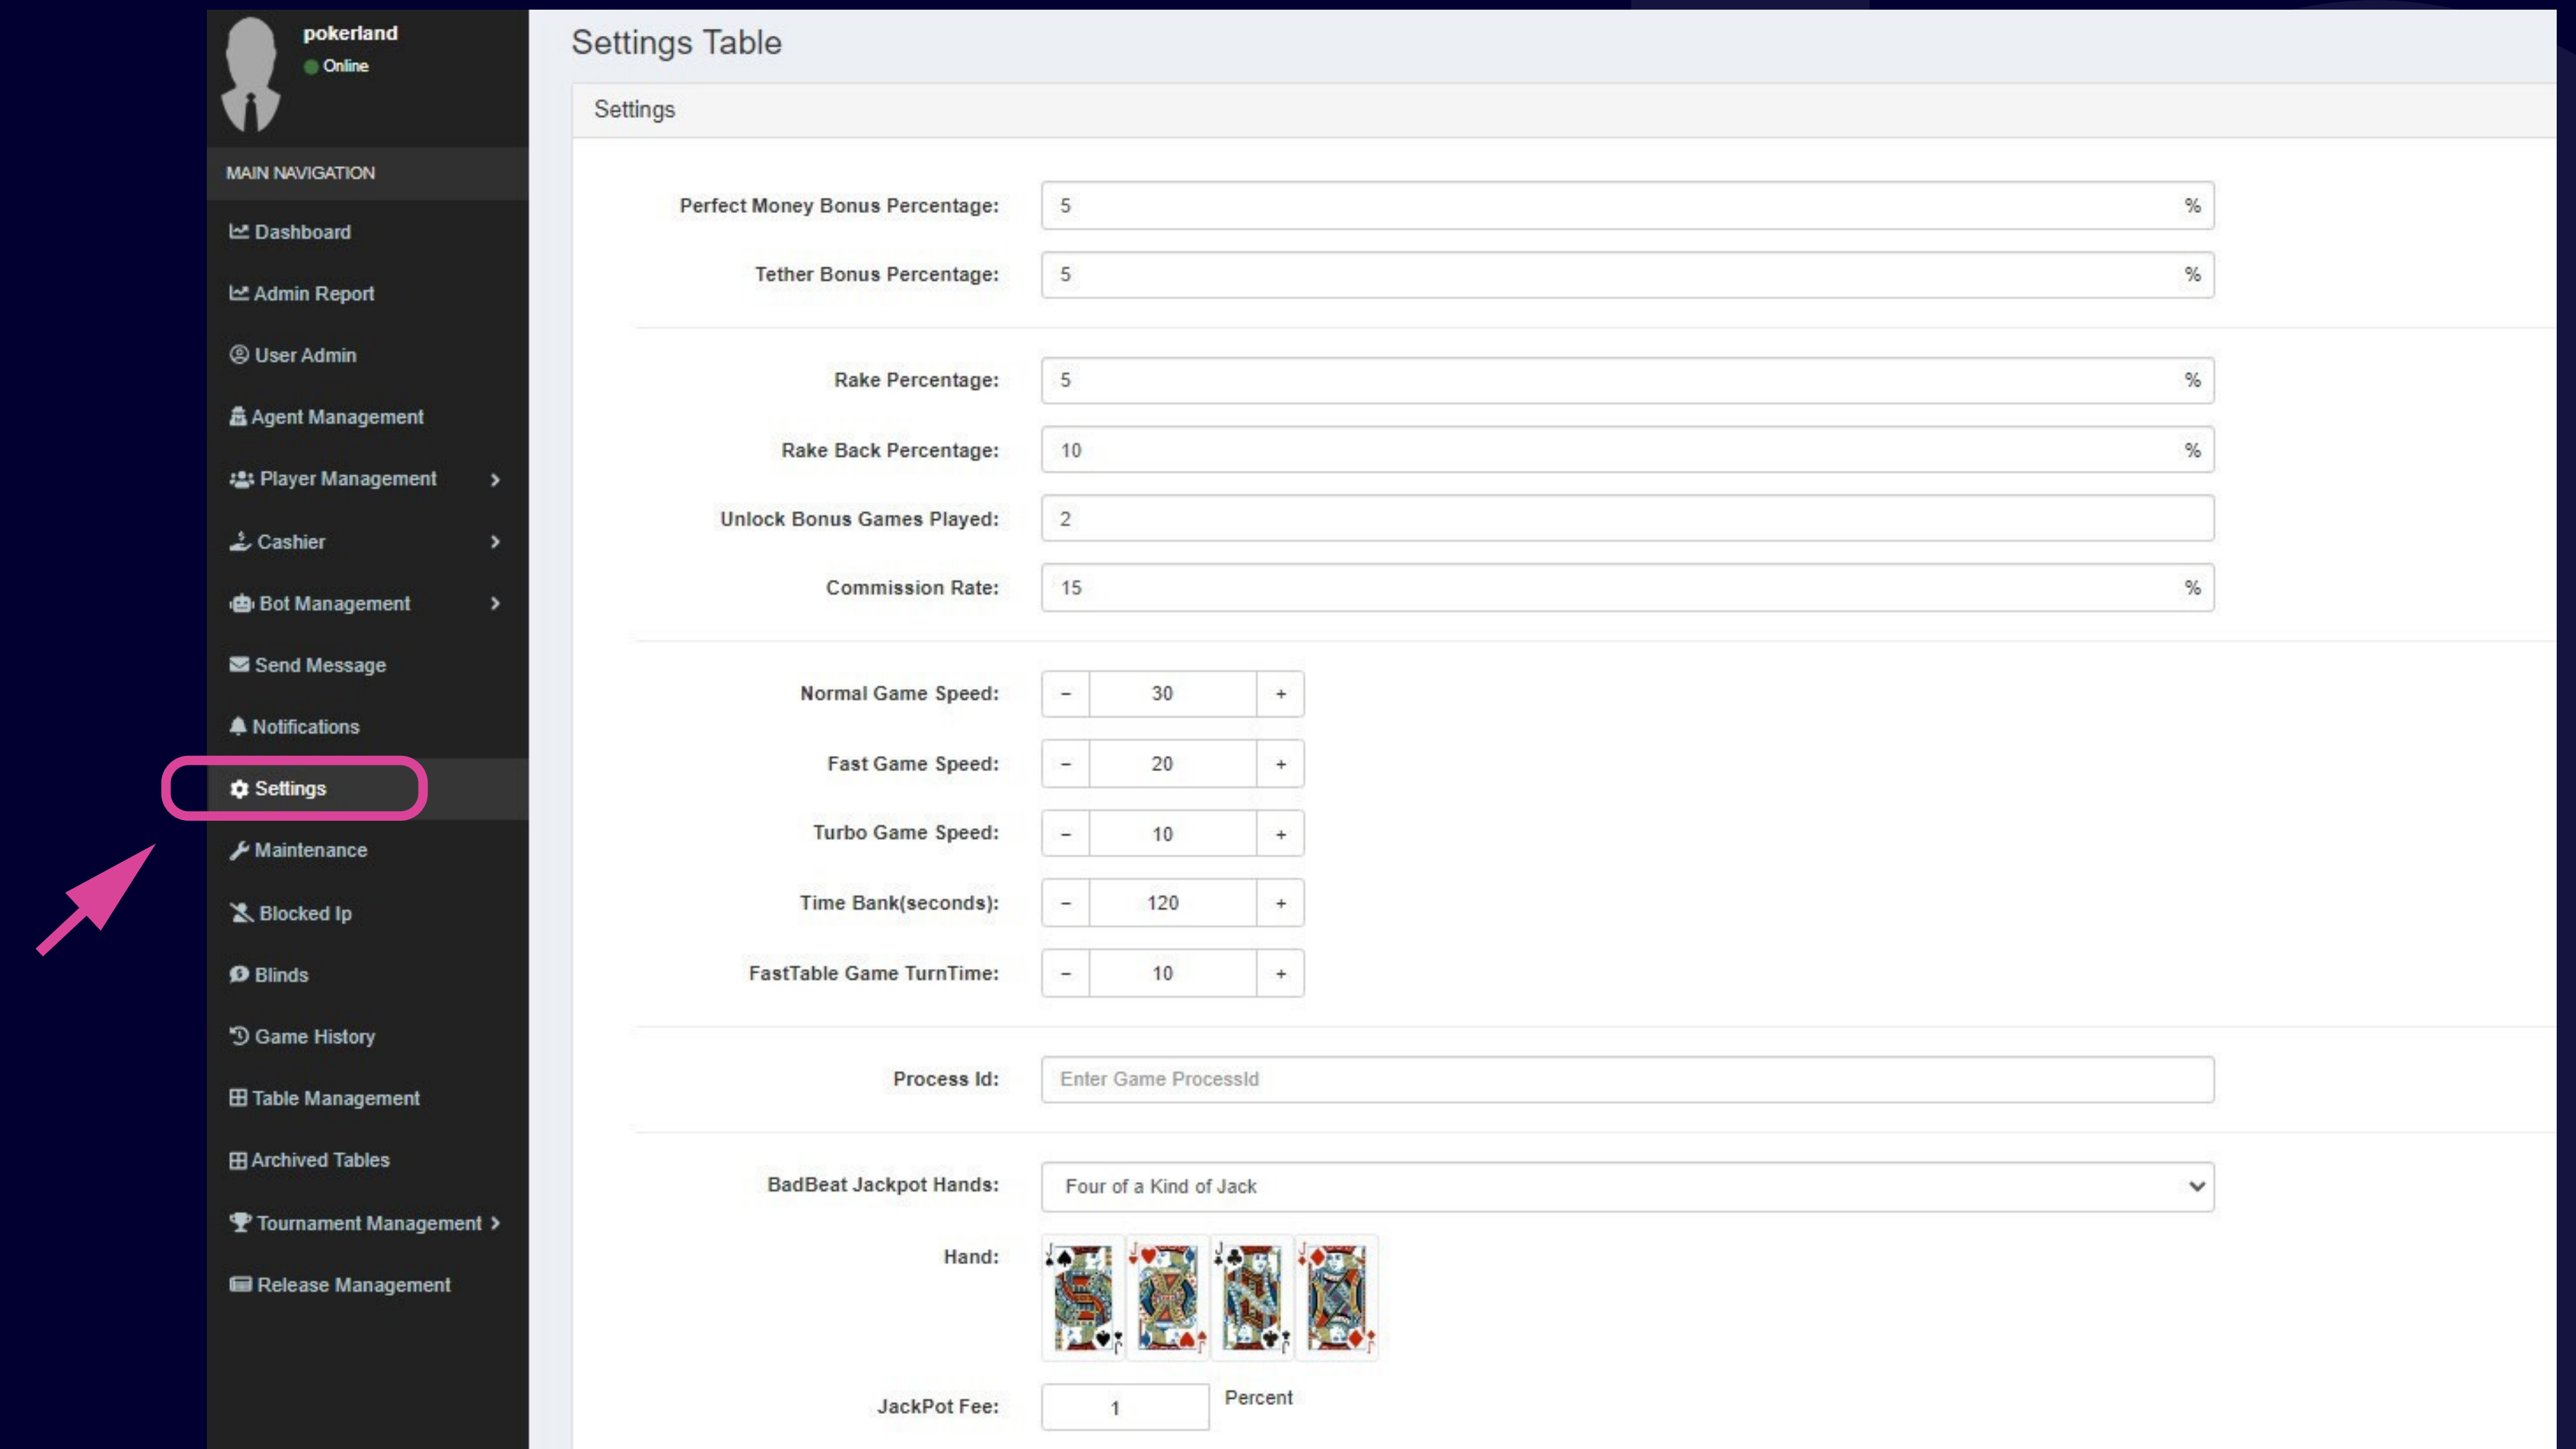 pokerland
Online
MAIN NAVIGATION
Dashboard
Admin Report
User Admin
Agent Management
Player Management
Cashier
Bot Management
Send Message
Notifications
Settings
Maintenance
Blocked Ip
Blinds
Game History
Table Management
Archived Tables
Tournament Management
Release Management
Settings Table
Settings
Perfect Money Bonus Percentage: 5 %
Tether Bonus Percentage: 5 %
Rake Percentage: 5 %
Rake Back Percentage: 10 %
Unlock Bonus Games Played: 2
Commission Rate: 15 %
Normal Game Speed: - 30 +
Fast Game Speed: - 20 +
Turbo Game Speed: - 10 +
Time Bank(seconds): - 120 +
FastTable Game TurnTime: - 10 +
Process Id: Enter Game ProcessId
BadBeat Jackpot Hands: Four of a Kind of Jack
Hand: J J J J
JackPot Fee: 1 Percent